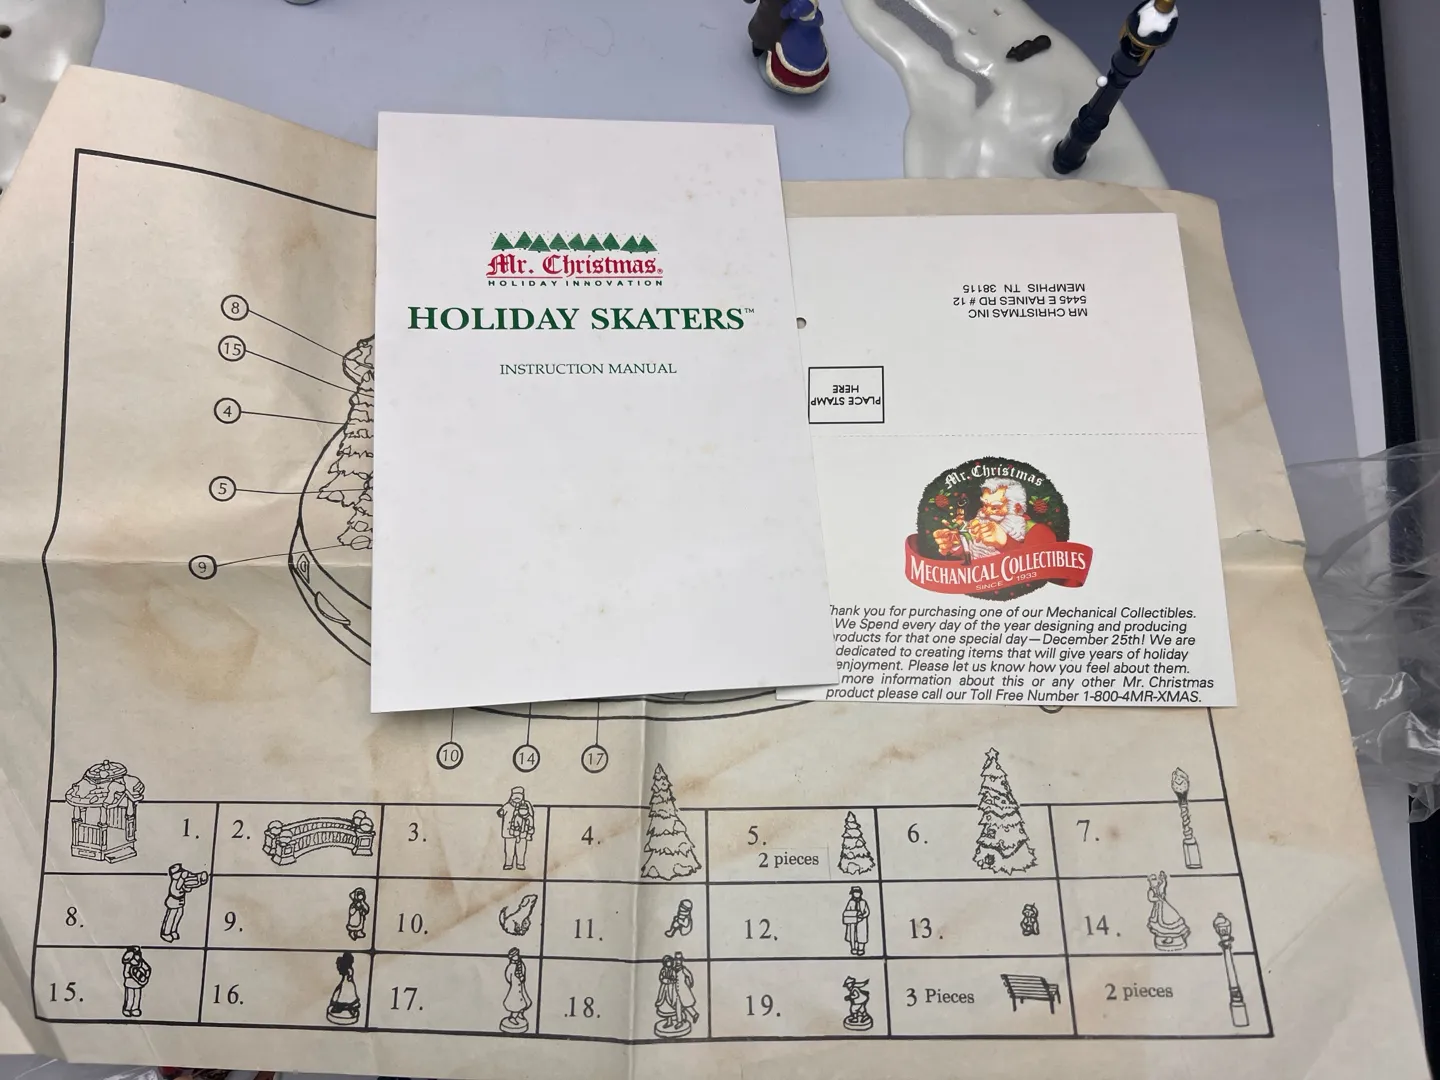 Mr. Christmas®
HOLIDAY INNOVATION
HOLIDAY SKATERS™
INSTRUCTION MANUAL
MR CHRISTMAS INC
5445 E RAINES RD # 12
MEMPHIS TN 38115
PLACE STAMP
HERE
Mr. Christmas
MECHANICAL COLLECTIBLES
SINCE 1933
hank you for purchasing one of our Mechanical Collectibles.
We Spend every day of the year designing and producing
roducts for that one special day—December 25th! We are
dedicated to creating items that will give years of holiday
enjoyment. Please let us know how you feel about them.
more information about this or any other Mr. Christmas
product please call our Toll Free Number 1-800-4MR-XMAS.
8
15
4
5
9
10
14
17
1.
2.
3.
4.
5.
2 pieces
6.
7.
8.
9.
10.
11.
12.
13.
14.
15.
16.
17.
18.
19.
3 Pieces
2 pieces